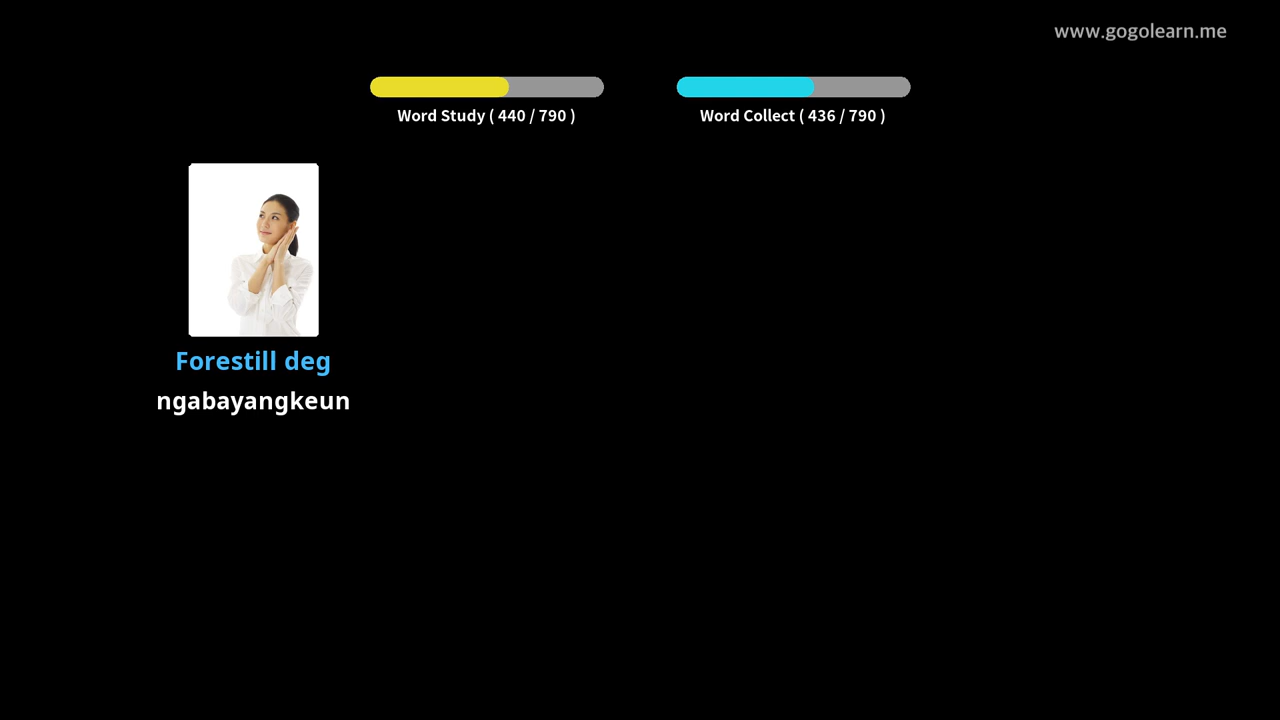 www.gogolearn.me
Word Study ( 440 / 790 )
Word Collect ( 436 / 790 )
Forestill deg
ngabayangkeun